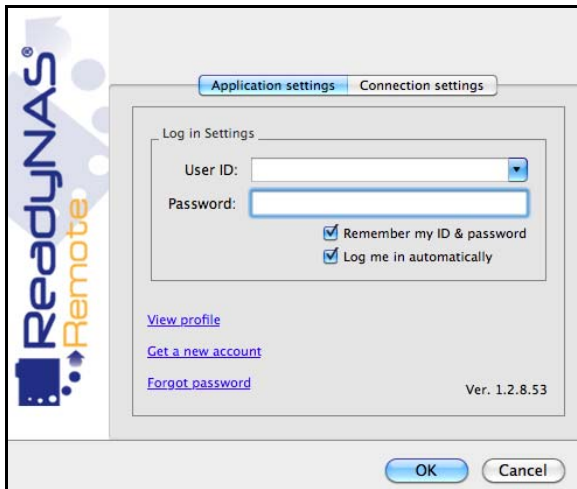 ReadyNAS®
Remote
Application settings
Connection settings
Log in Settings
User ID:
Password:
Remember my ID & password
Log me in automatically
View profile
Get a new account
Forgot password
Ver. 1.2.8.53
OK
Cancel